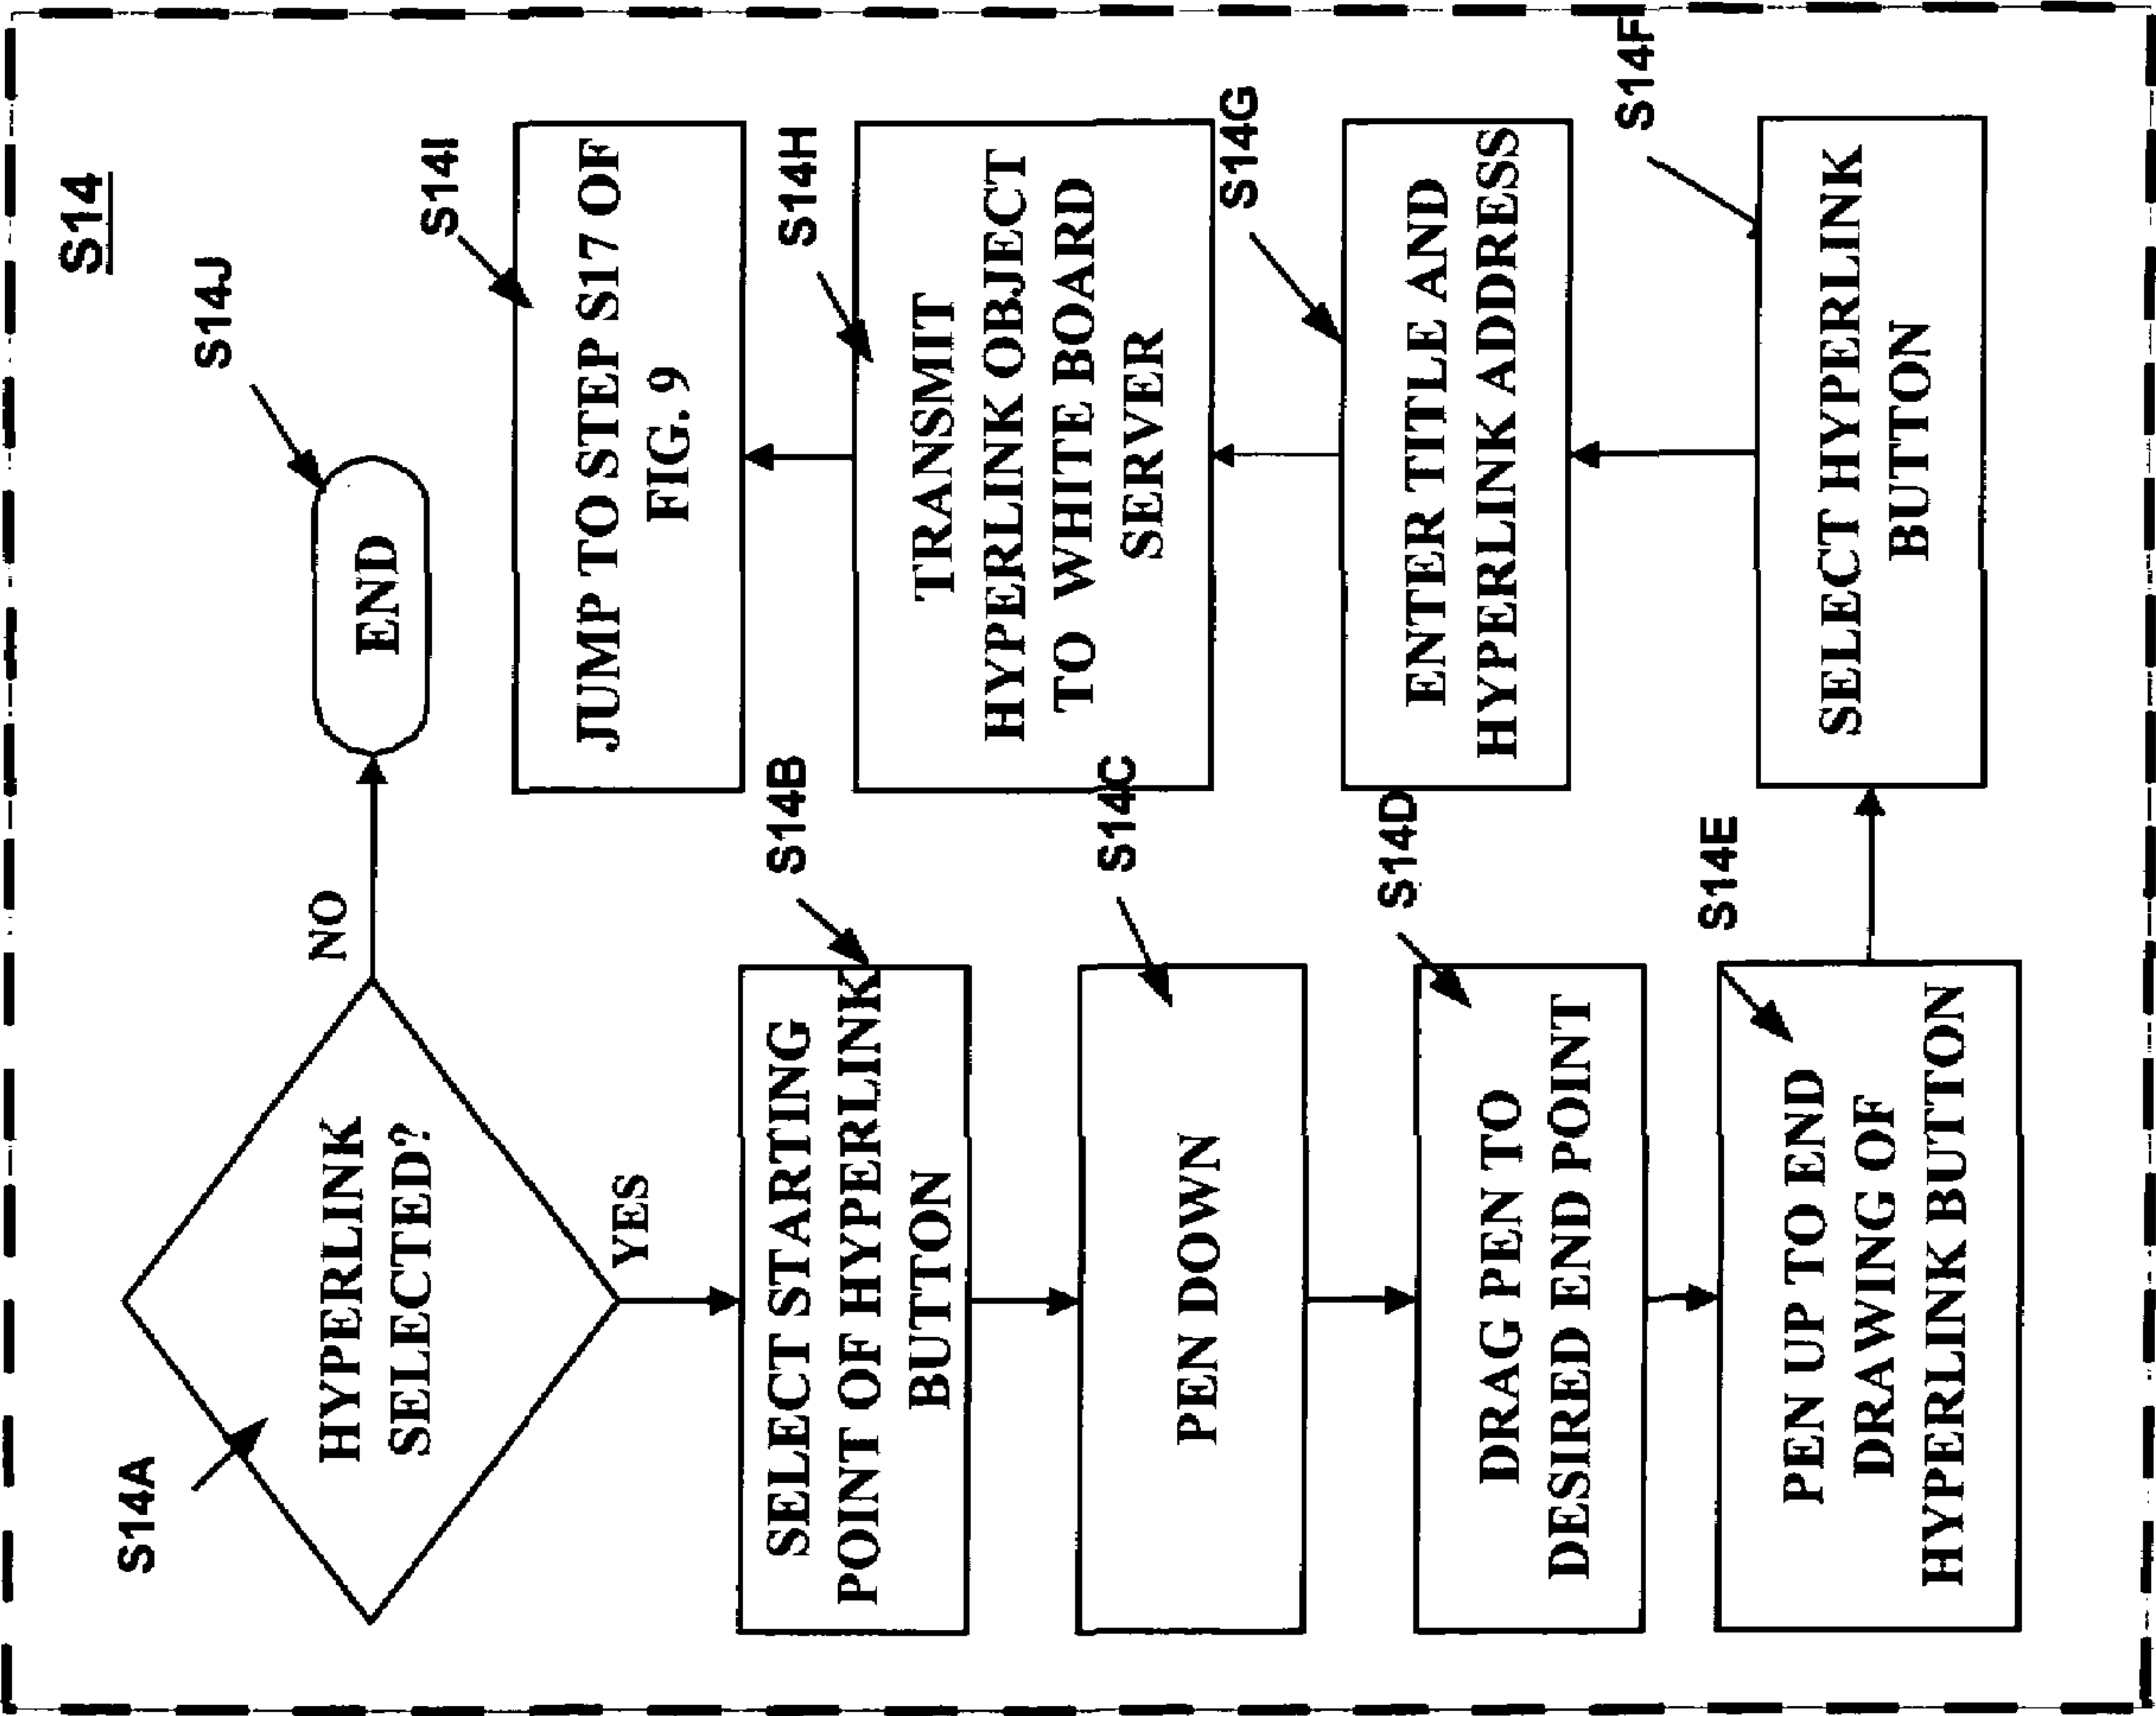 S14
S14A
HYPERLINK
SELECTED?
NO
S14J
END
YES
S14B
SELECT STARTING
POINT OF HYPERLINK
BUTTON
S14C
PEN DOWN
S14D
DRAG PEN TO
DESIRED END POINT
S14E
PEN UP TO END
DRAWING OF
HYPERLINK BUTTON
S14F
SELECT HYPERLINK
BUTTON
S14G
ENTER TITLE AND
HYPERLINK ADDRESS
S14H
TRANSMIT
HYPERLINK OBJECT
TO WHITE BOARD
SERVER
S14I
JUMP TO STEP S17 OF
FIG. 9